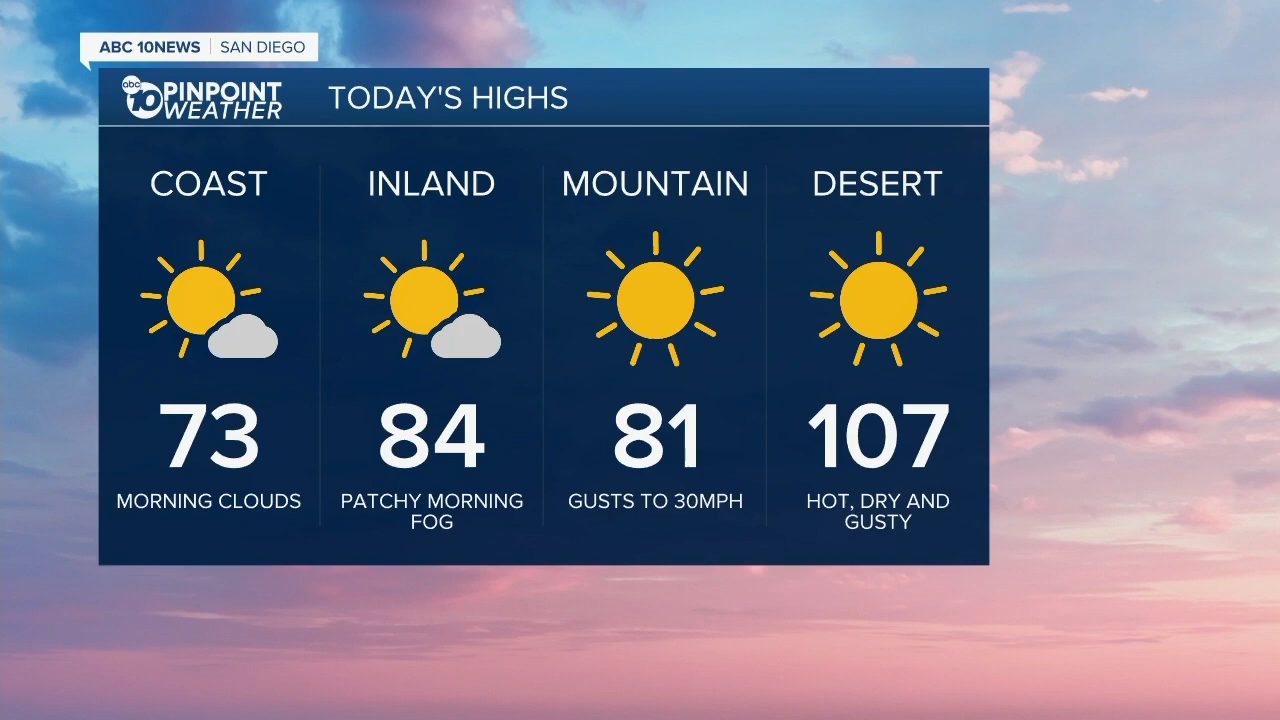 ABC 10NEWS | SAN DIEGO
abc 10 PINPOINT WEATHER
TODAY'S HIGHS
COAST
73
MORNING CLOUDS
INLAND
84
PATCHY MORNING
FOG
MOUNTAIN
81
GUSTS TO 30MPH
DESERT
107
HOT, DRY AND
GUSTY